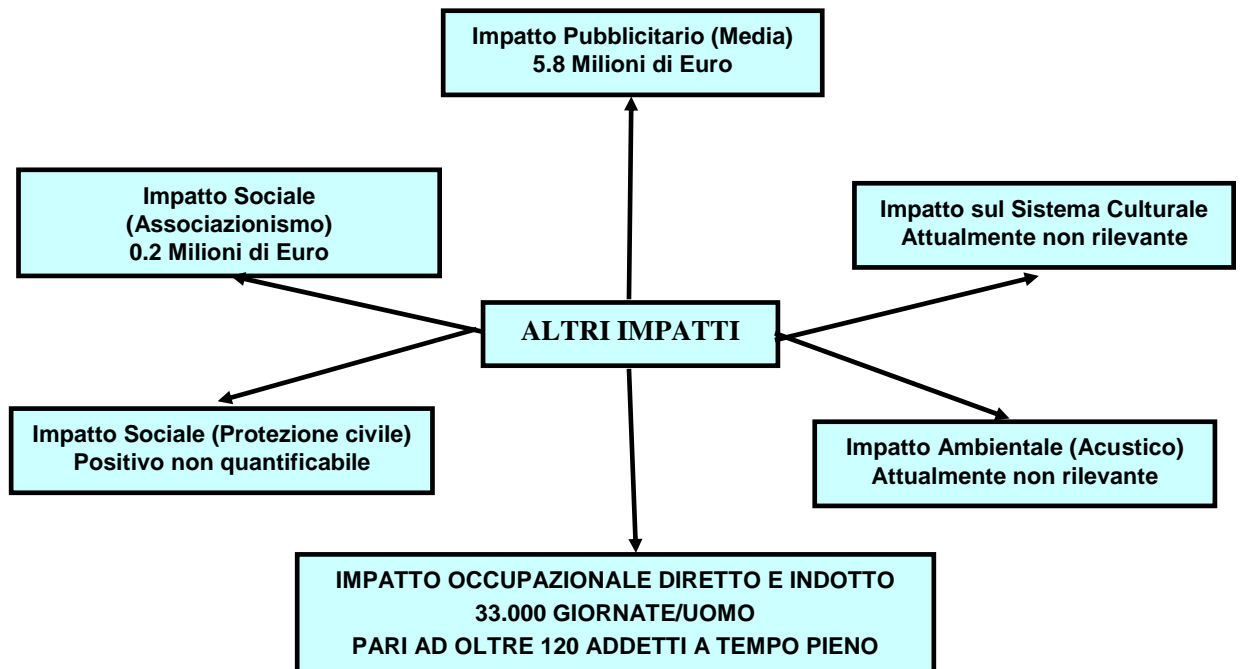 Impatto Pubblicitario (Media)
5.8 Milioni di Euro
Impatto Sociale
(Associazionismo)
0.2 Milioni di Euro
Impatto sul Sistema Culturale
Attualmente non rilevante
ALTRI IMPATTI
Impatto Sociale (Protezione civile)
Positivo non quantificabile
Impatto Ambientale (Acustico)
Attualmente non rilevante
IMPATTO OCCUPAZIONALE DIRETTO E INDOTTO
33.000 GIORNATE/UOMO
PARI AD OLTRE 120 ADDETTI A TEMPO PIENO